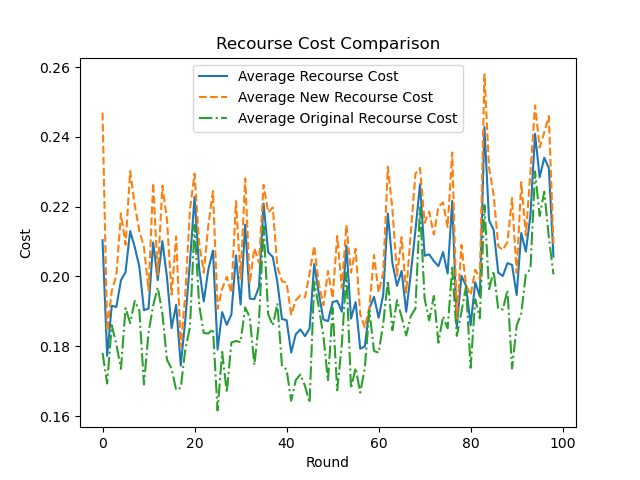 Recourse Cost Comparison
Average Recourse Cost
Average New Recourse Cost
Average Original Recourse Cost
0.26
0.24
0.22
0.20
0.18
0.16
Cost
0 20 40 60 80 100
Round